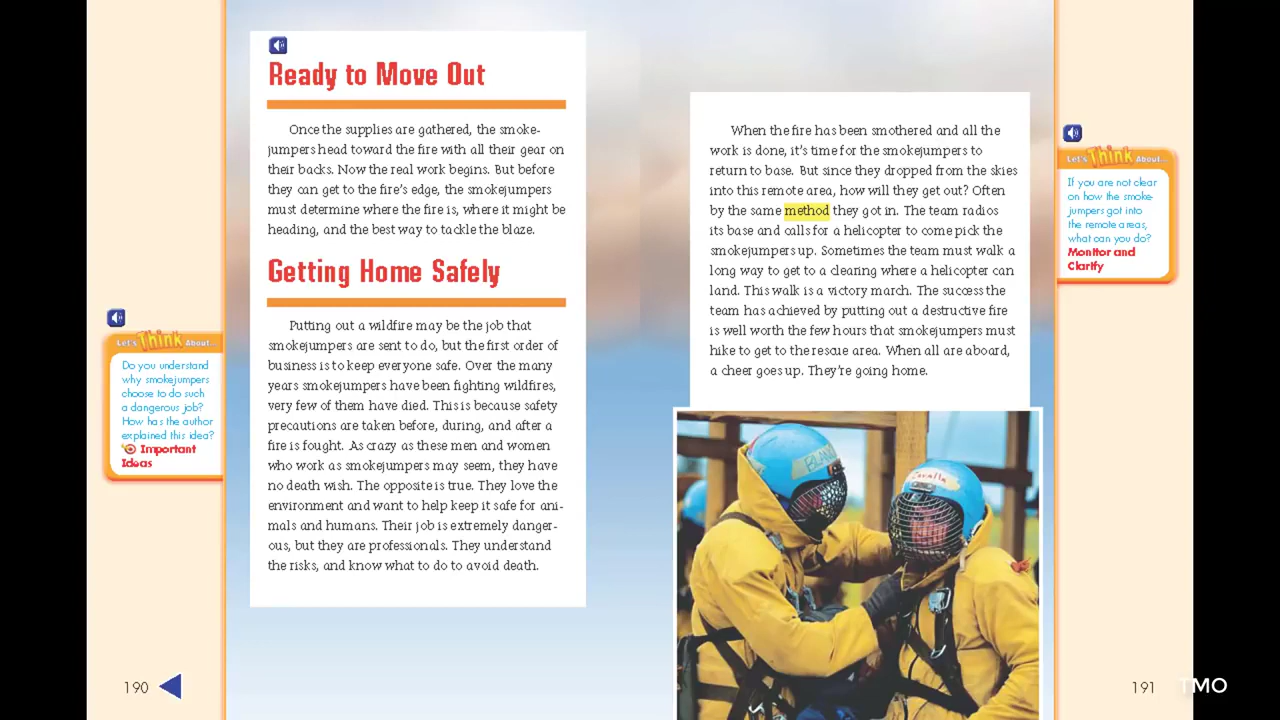 Ready to Move Out
Once the supplies are gathered, the smoke-
jumpers head toward the fire with all their gear on
their backs. Now the real work begins. But before
they can get to the fire's edge, the smokejumpers
must determine where the fire is, where it might be
heading, and the best way to tackle the blaze.
Getting Home Safely
Putting out a wildfire may be the job that
smokejumpers are sent to do, but the first order of
business is to keep everyone safe. Over the many
years smokejumpers have been fighting wildfires,
very few of them have died. This is because safety
precautions are taken before, during, and after a
fire is fought. As crazy as these men and women
who work as smokejumpers may seem, they have
no death wish. The opposite is true. They love the
environment and want to help keep it safe for ani-
mals and humans. Their job is extremely danger-
ous, but they are professionals. They understand
the risks, and know what to do to avoid death.
Let's Think About...
Do you understand
why smokejumpers
choose to do such
a dangerous job?
How has the author
explained this idea?
Important
Ideas
190
When the fire has been smothered and all the
work is done, it's time for the smokejumpers to
return to base. But since they dropped from the skies
into this remote area, how will they get out? Often
by the same method they got in. The team radios
its base and calls for a helicopter to come pick the
smokejumpers up. Sometimes the team must walk a
long way to get to a clearing where a helicopter can
land. This walk is a victory march. The success the
team has achieved by putting out a destructive fire
is well worth the few hours that smokejumpers must
hike to get to the rescue area. When all are aboard,
a cheer goes up. They're going home.
Let's Think About...
If you are not clear
on how the smoke-
jumpers got into
the remote areas,
what can you do?
Monitor and
Clarify
191
TMO